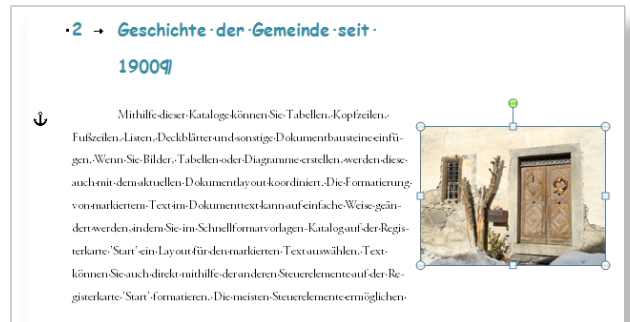 2 → Geschichte der Gemeinde seit
1900¶
Mithilfe dieser Kataloge können Sie Tabellen, Kopfzeilen,
Fußzeilen, Listen, Deckblätter und sonstige Dokumentbausteine einfü-
gen. Wenn Sie Bilder, Tabellen oder Diagramme erstellen, werden diese
auch mit dem aktuellen Dokumentlayout koordiniert. Die Formatierung
von markiertem Text im Dokumenttext kann auf einfache Weise geän-
dert werden, indem Sie im Schnellformatvorlagen-Katalog auf der Regis-
terkarte 'Start' ein Layout für den markierten Text auswählen. Text
können Sie auch direkt mithilfe der anderen Steuerelemente auf der Re-
gisterkarte 'Start' formatieren. Die meisten Steuerelemente ermöglichen